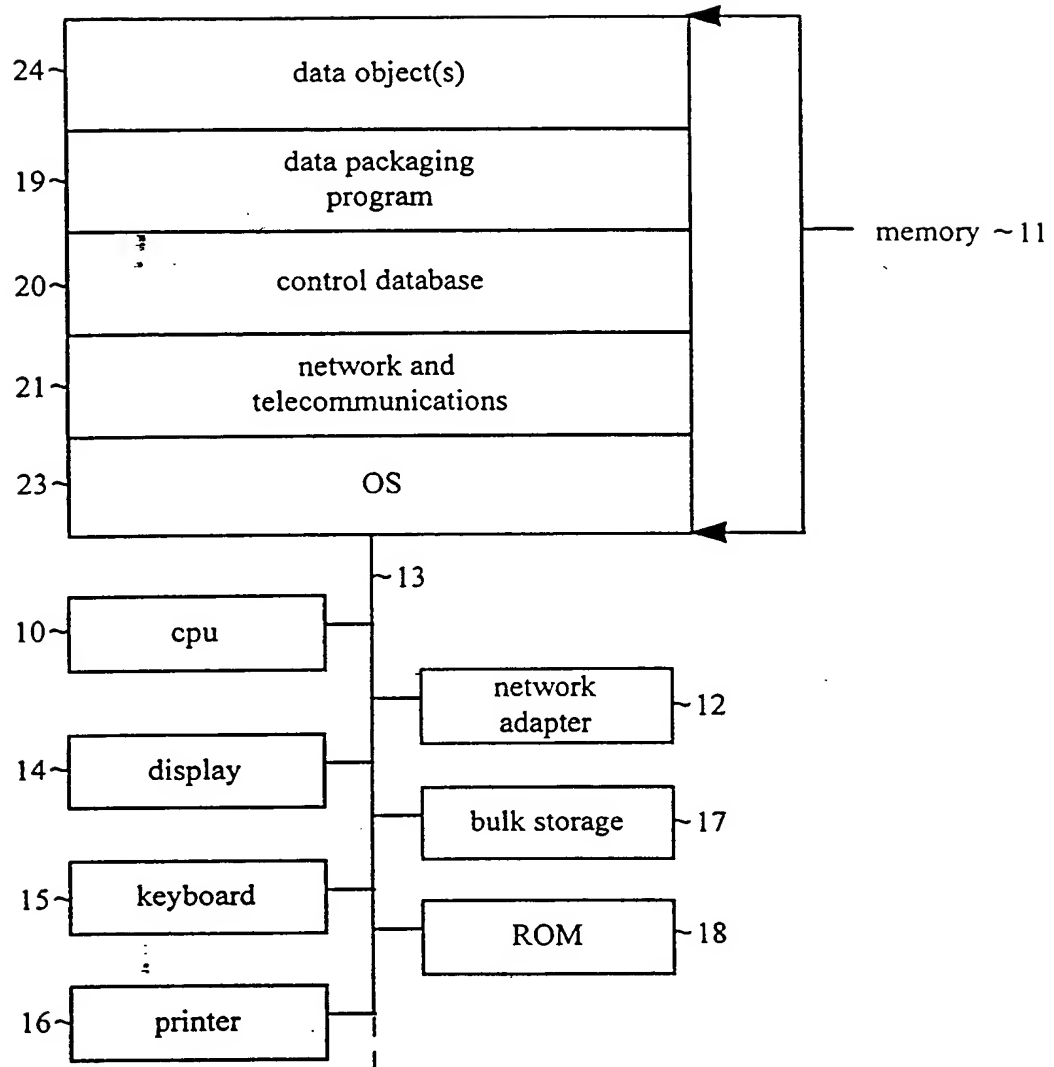 24~ data object(s)
19~ data packaging
program
memory ~11
20~ control database
21~ network and
telecommunications
23~ OS
~13
10~ cpu
network
adapter ~12
14~ display
bulk storage ~17
15~ keyboard
ROM ~18
16~ printer